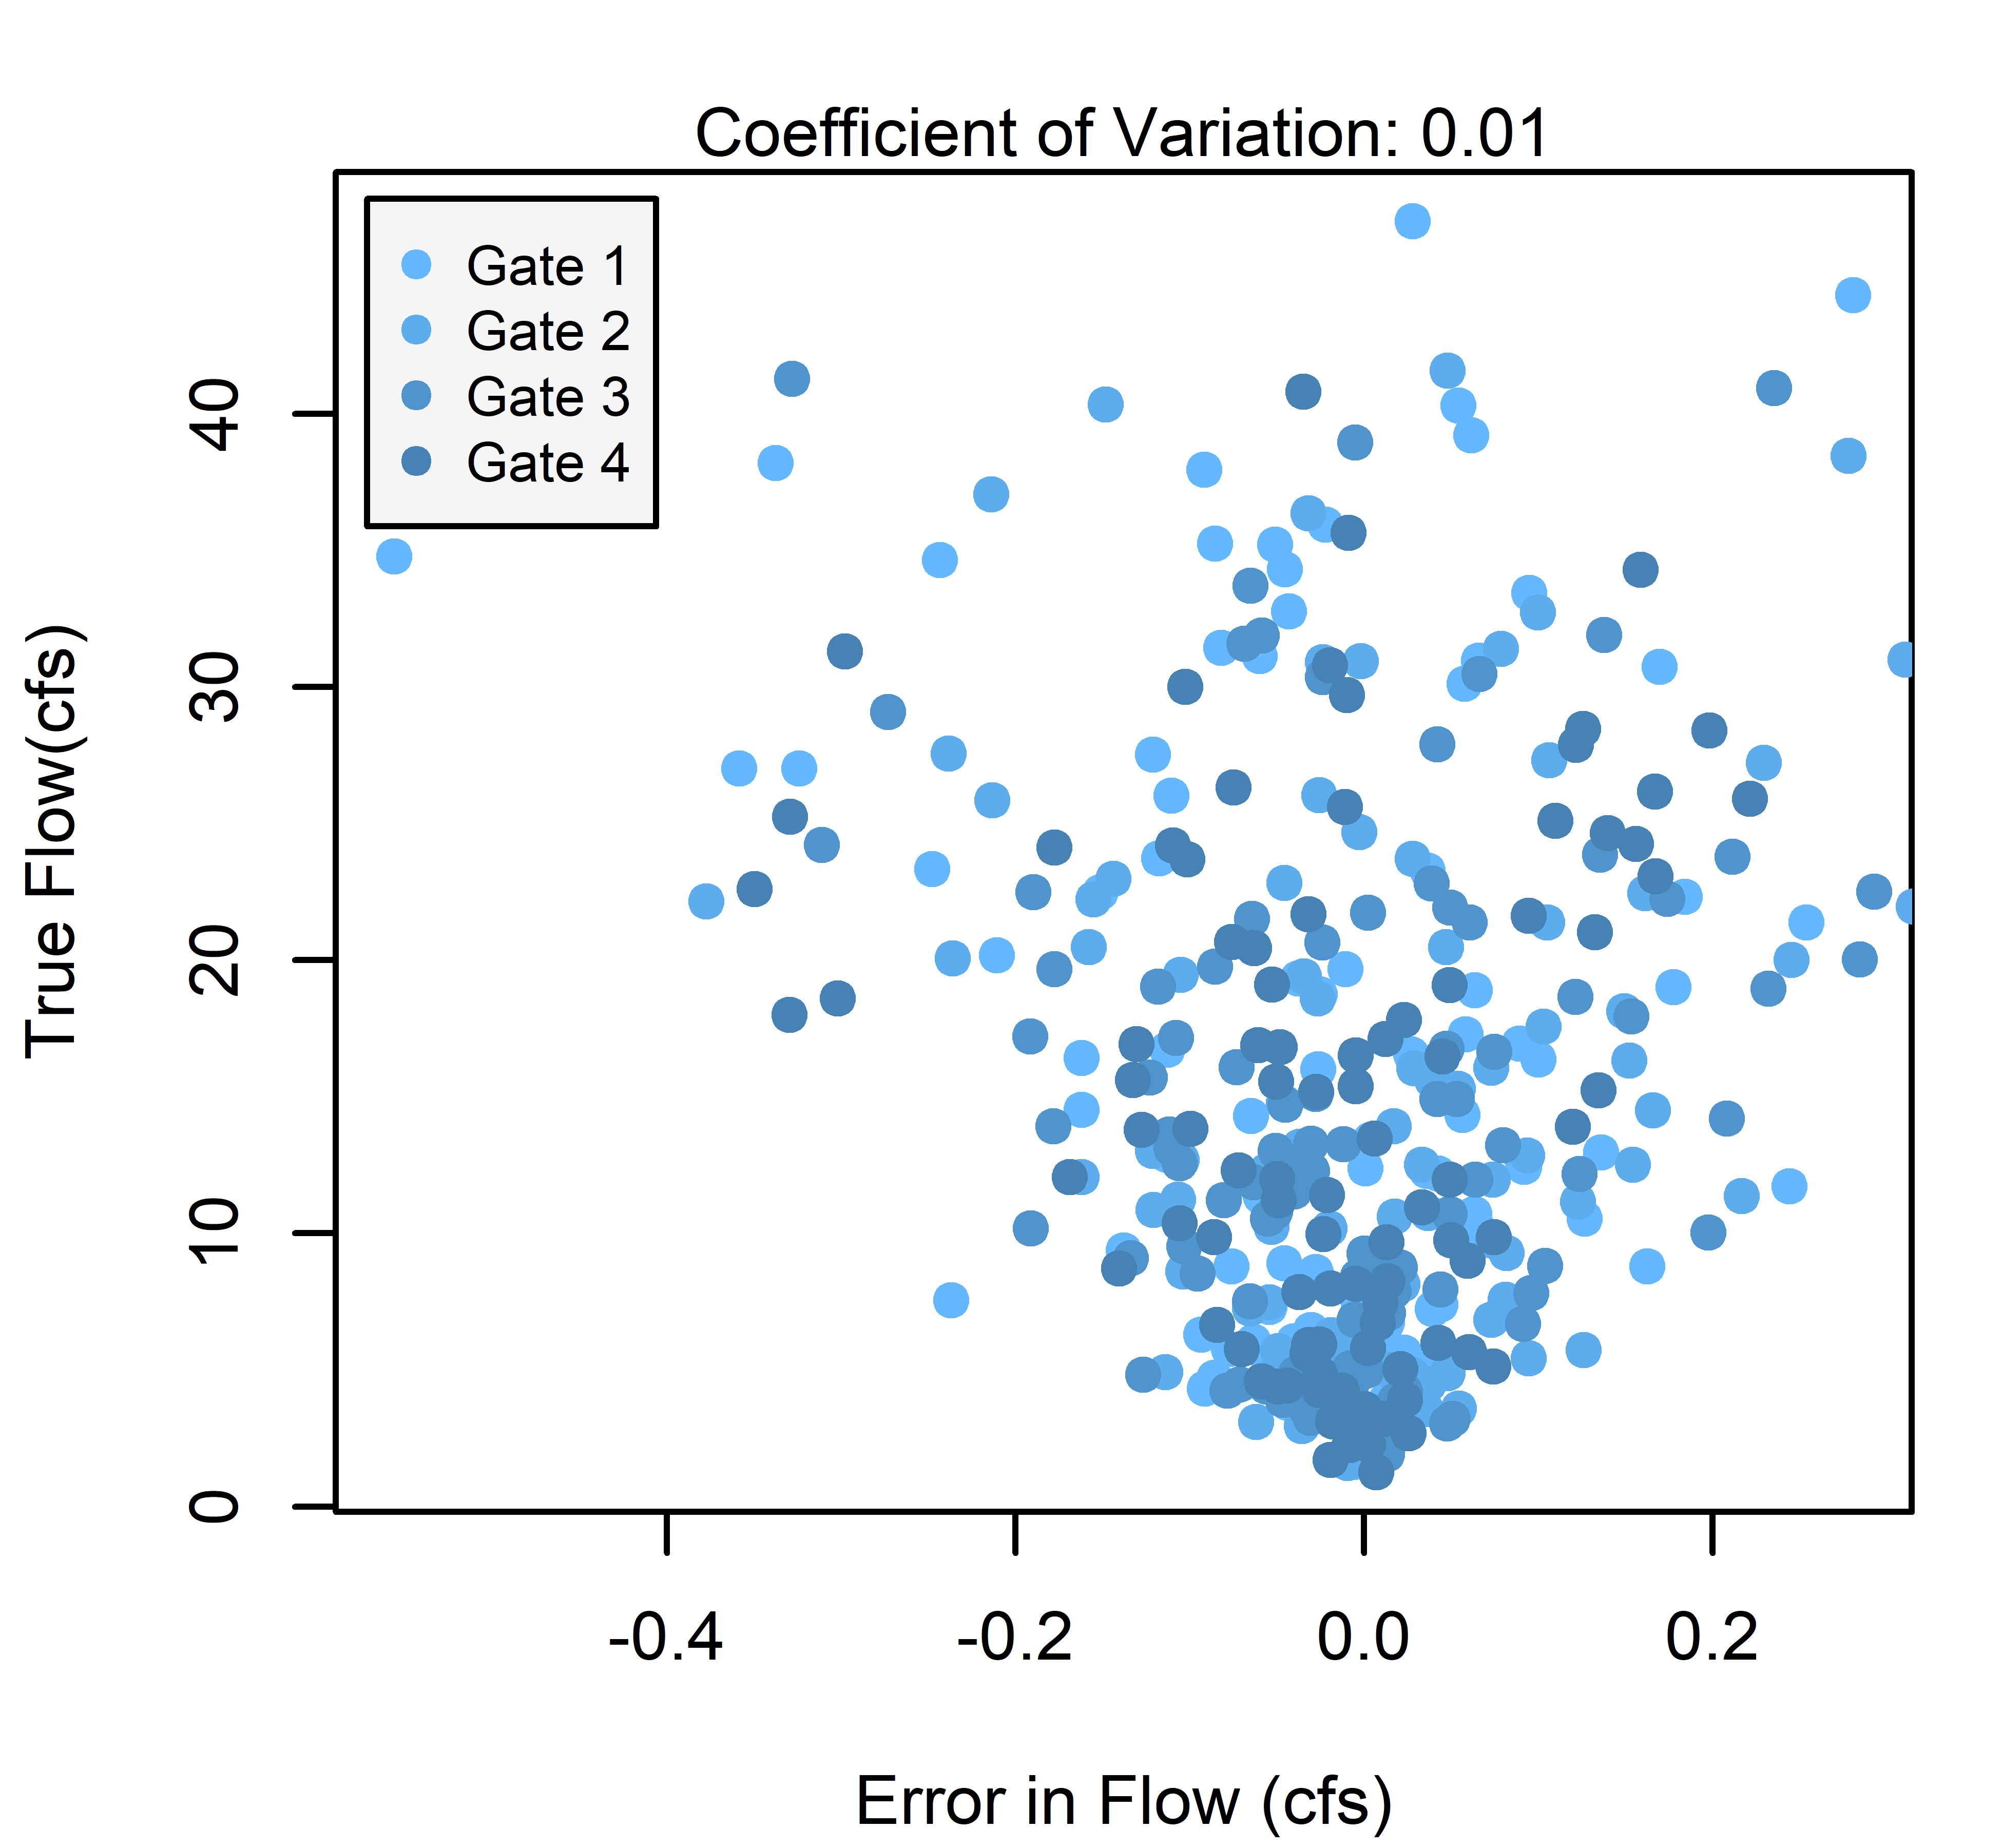 Coefficient of Variation: 0.01
Gate 1
Gate 2
Gate 3
Gate 4
True Flow(cfs)
40
30
20
10
0
-0.4 -0.2 0.0 0.2
Error in Flow (cfs)